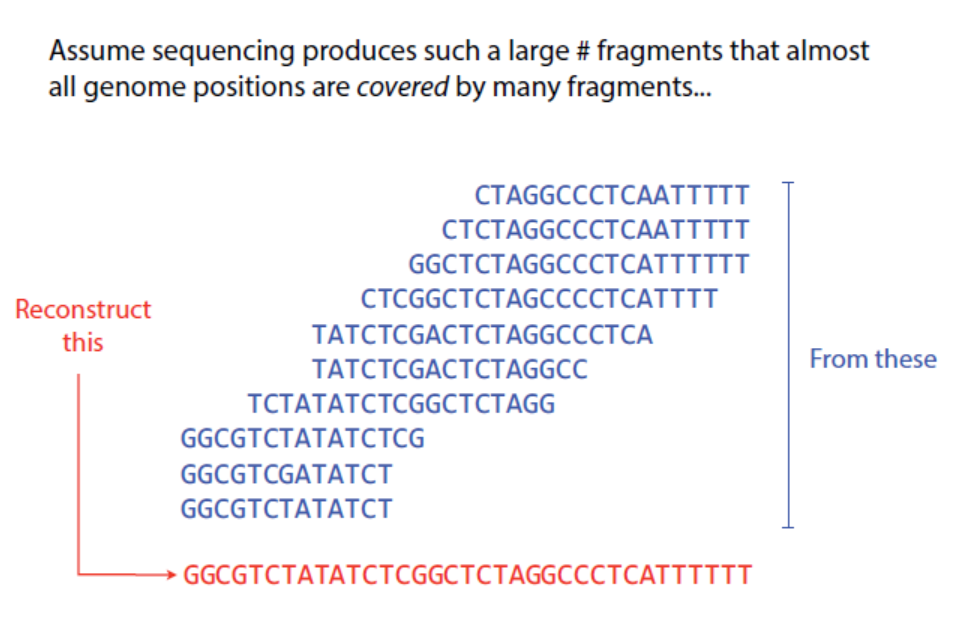 Assume sequencing produces such a large # fragments that almost
all genome positions are covered by many fragments...
CTAGGCCCTCAATTTTT
CTCTAGGCCCTCAATTTTT
GGCTCTAGGCCCTCATTTTTT
CTCGGCTCTAGCCCCTCATTTT
TATCTCGACTCTAGGCCCTCA
TATCTCGACTCTAGGCC
TCTATATCTCGGCTCTAGG
GGCGTCTATATCTCG
GGCGTCGATATCT
GGCGTCTATATCT
Reconstruct
this
From these
GGCGTCTATATCTCGGCTCTAGGCCCTCATTTTTT